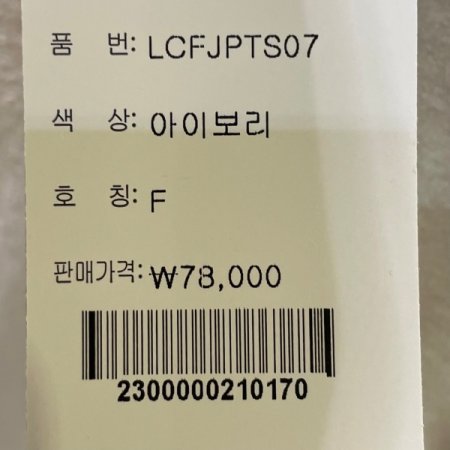 품 번: LCFJPTS07
색 상: 아이보리
호 칭: F
판매가격: ₩78,000
2300000210170